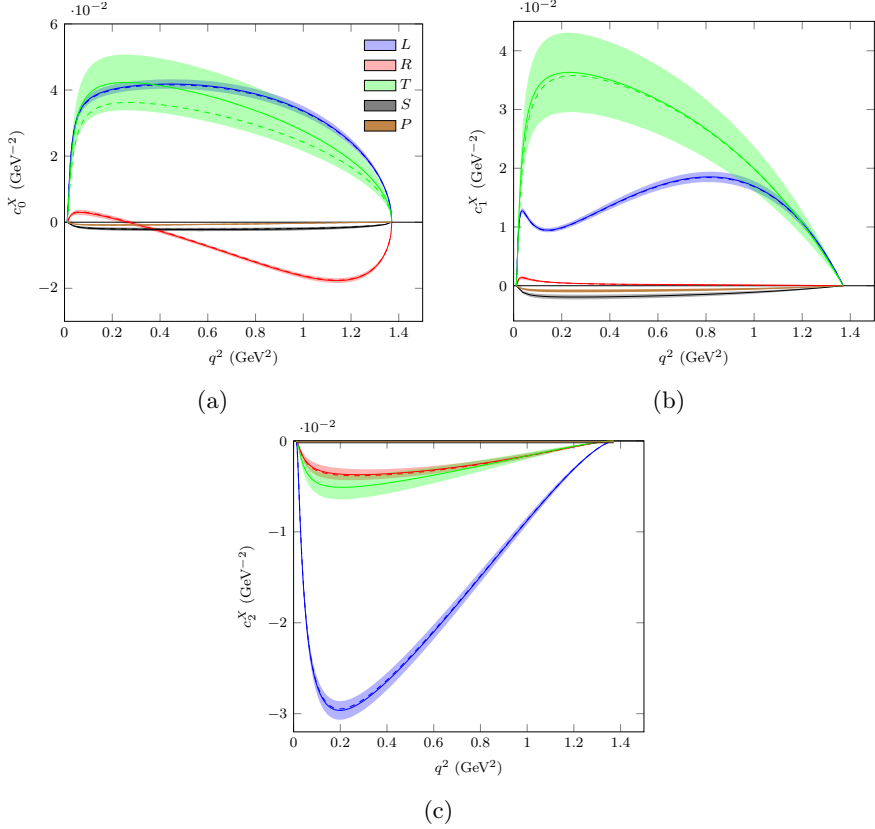 ·10⁻²
6
4
2
0
−2
0
0.2
0.4
0.6
0.8
1
1.2
1.4
q² (GeV²)
c₀ˣ (GeV⁻²)
L
R
T
S
P
(a)
·10⁻²
4
3
2
1
0
0
0.2
0.4
0.6
0.8
1
1.2
1.4
q² (GeV²)
c₁ˣ (GeV⁻²)
(b)
·10⁻²
0
−1
−2
−3
0
0.2
0.4
0.6
0.8
1
1.2
1.4
q² (GeV²)
c₂ˣ (GeV⁻²)
(c)